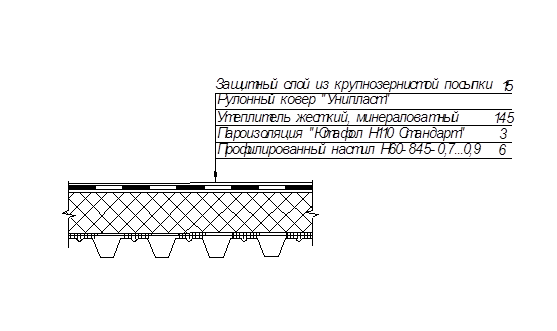 Защитный слой из крупнозернистой посыпки 15
Рулонный ковер "Унипласт"
Утеплитель жесткий, минераловатный 145
Пароизоляция "Ютафол Н110 Стандарт" 3
Профилированный настил Н60-845-0,7...0,9 6